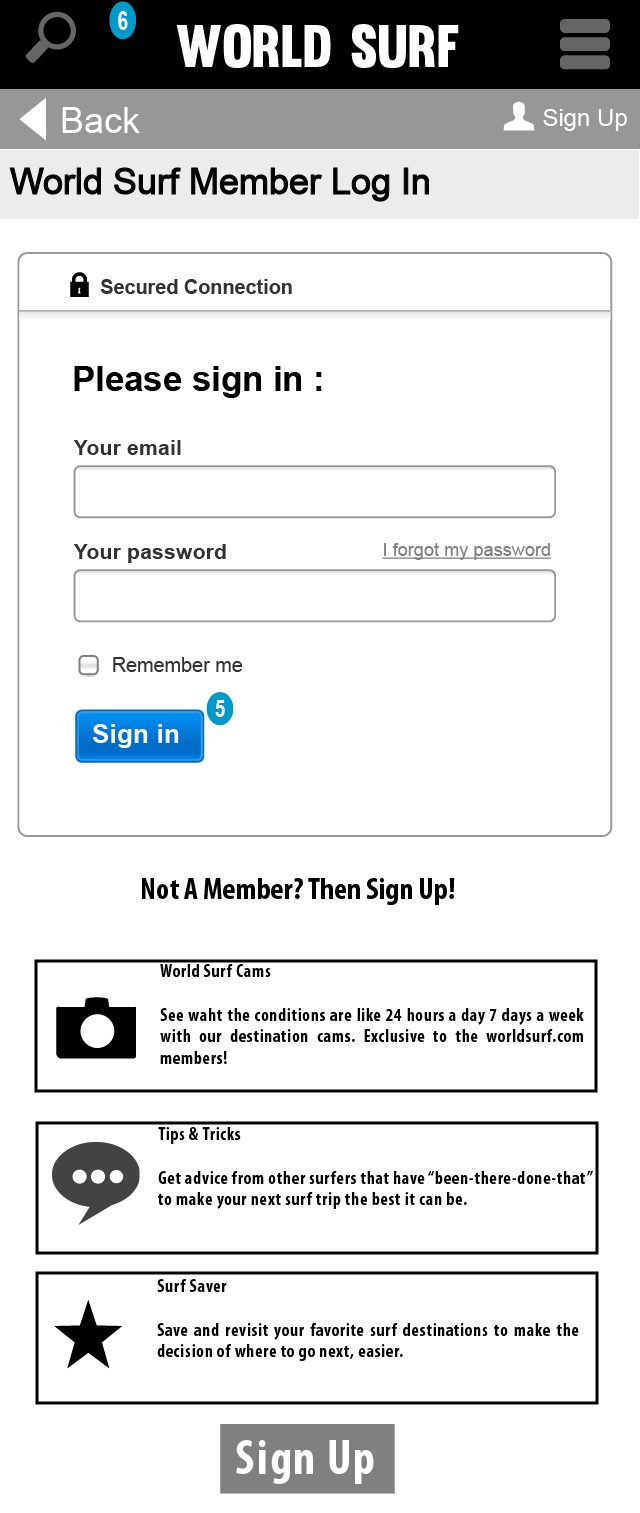 6
WORLD SURF
Back
Sign Up
World Surf Member Log In
Secured Connection
Please sign in :
Your email
Your password
I forgot my password
Remember me
Sign in
5
Not A Member? Then Sign Up!
World Surf Cams
See waht the conditions are like 24 hours a day 7 days a week
with our destination cams. Exclusive to the worldsurf.com
members!
Tips & Tricks
Get advice from other surfers that have “been-there-done-that”
to make your next surf trip the best it can be.
Surf Saver
Save and revisit your favorite surf destinations to make the
decision of where to go next, easier.
Sign Up